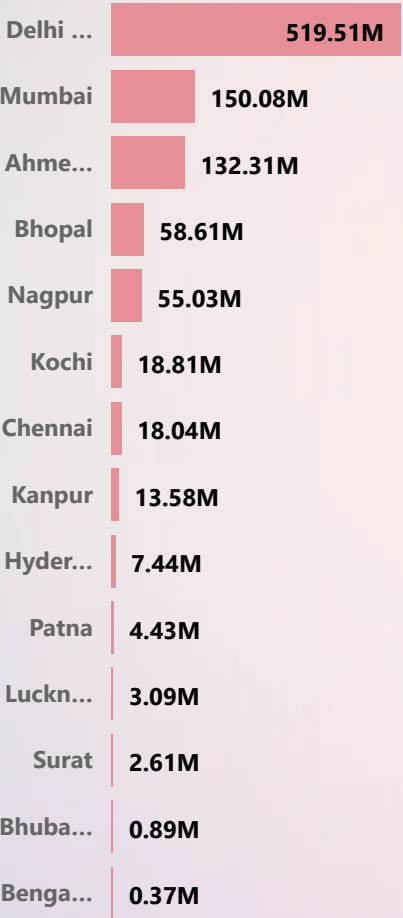 Delhi ... 519.51M
Mumbai 150.08M
Ahme... 132.31M
Bhopal 58.61M
Nagpur 55.03M
Kochi 18.81M
Chennai 18.04M
Kanpur 13.58M
Hyder... 7.44M
Patna 4.43M
Luckn... 3.09M
Surat 2.61M
Bhuba... 0.89M
Benga... 0.37M